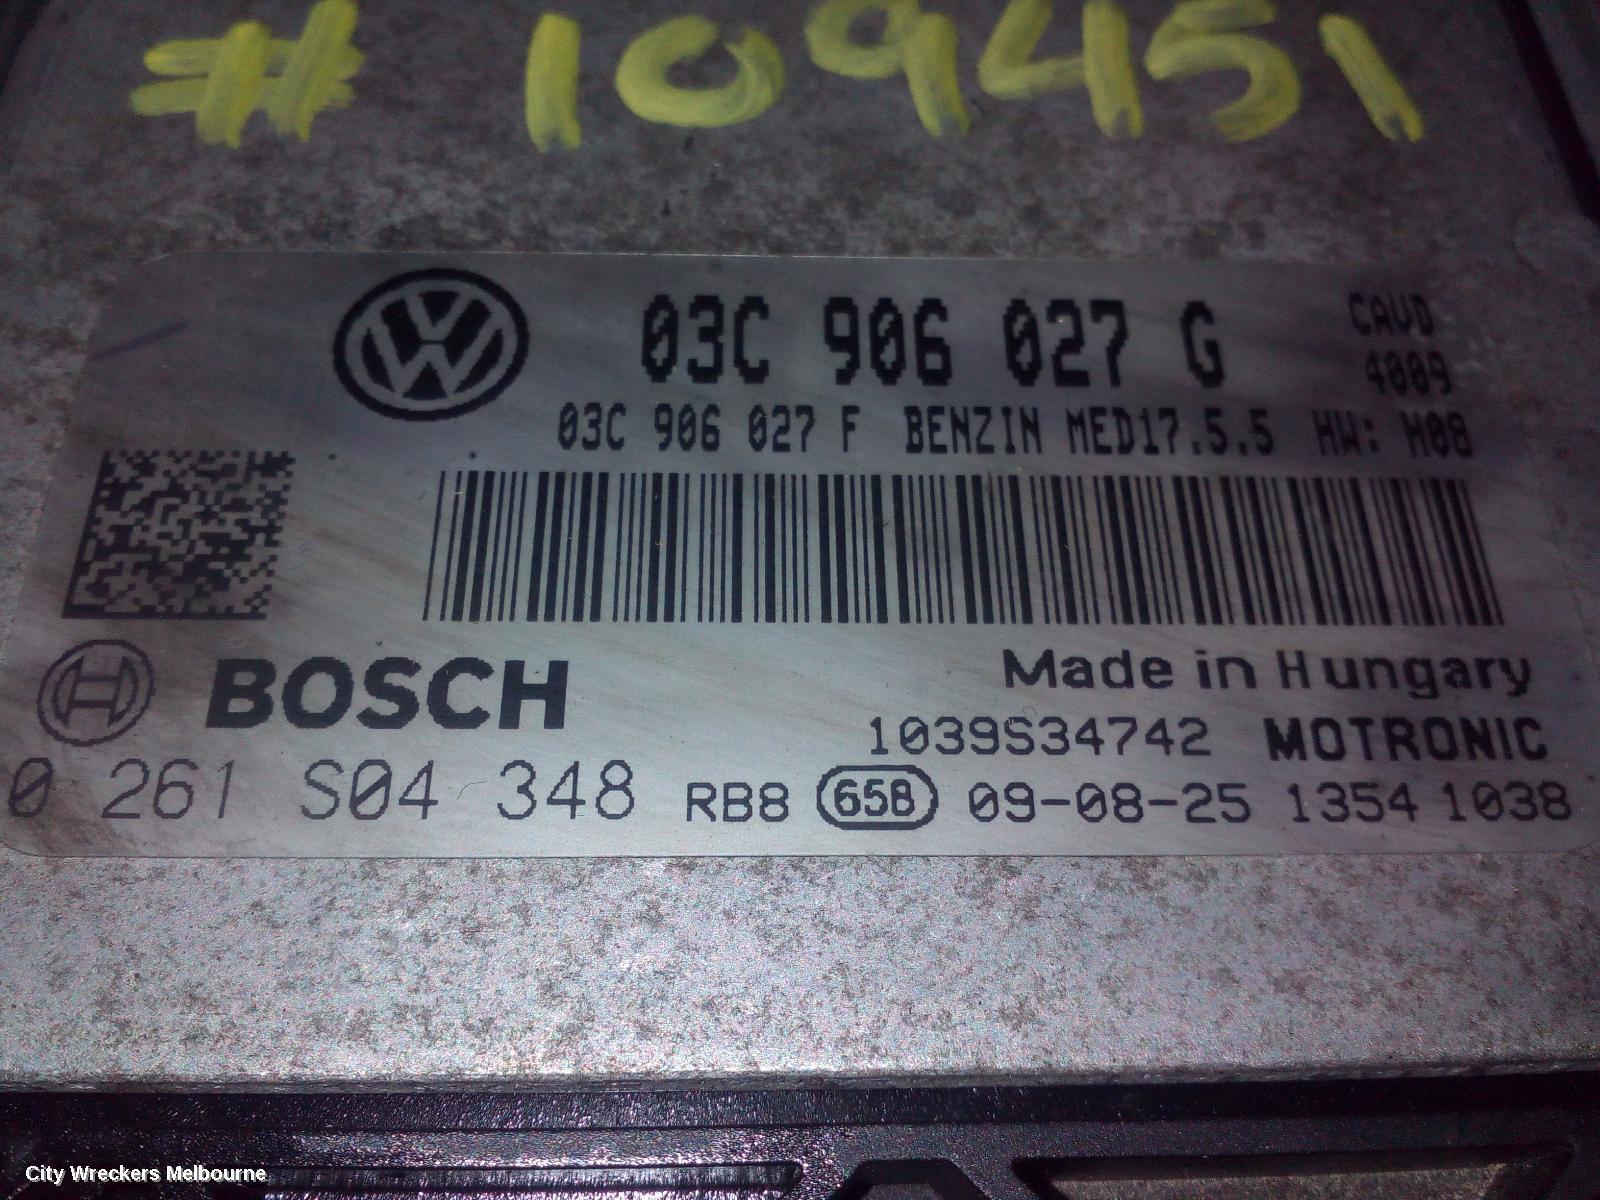 # 109451
03C 906 027 G CAVD
4009
03C 906 027 F BENZIN MED17.5.5 HW: H08
BOSCH
Made in Hungary
1039S34742 MOTRONIC
0 261 S04 348 RB8 65B 09-08-25 1354 1038
City Wreckers Melbourne